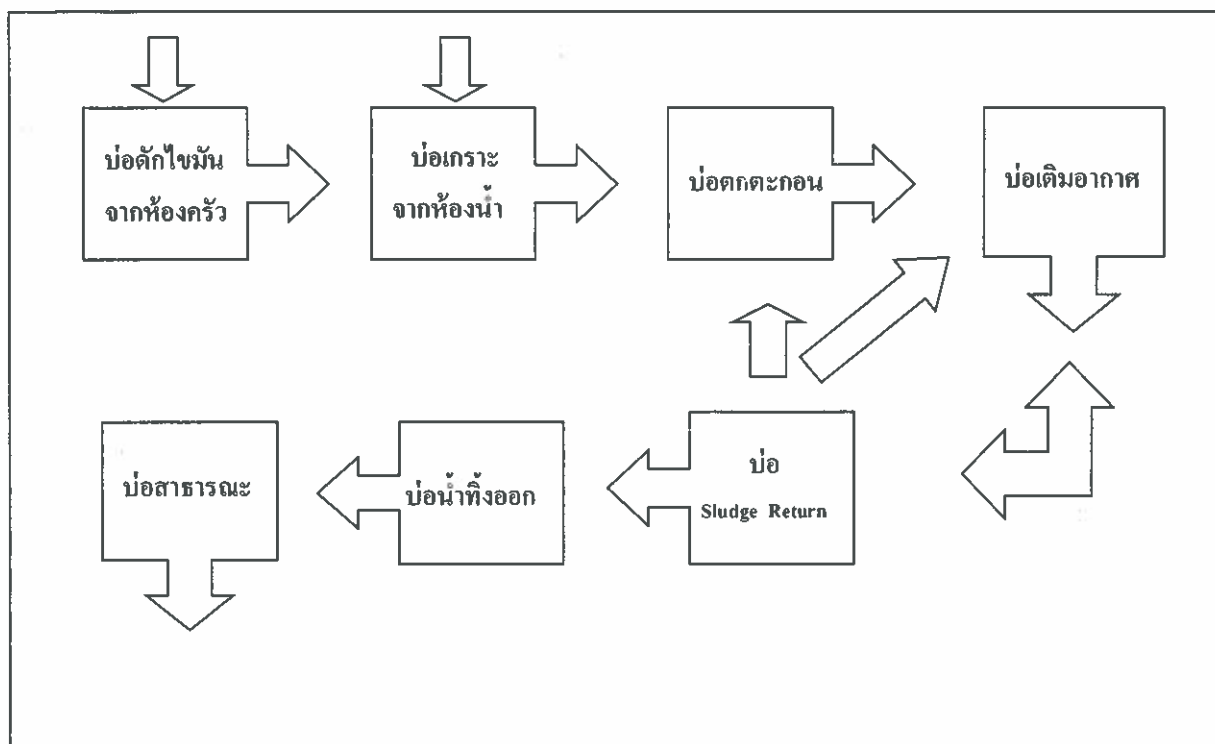 บ่อดักไขมัน
จากห้องครัว
บ่อเกราะ
จากห้องน้ำ
บ่อตกตะกอน
บ่อเติมอากาศ
บ่อสาธารณะ
บ่อน้ำทิ้งออก
บ่อ
Sludge Return